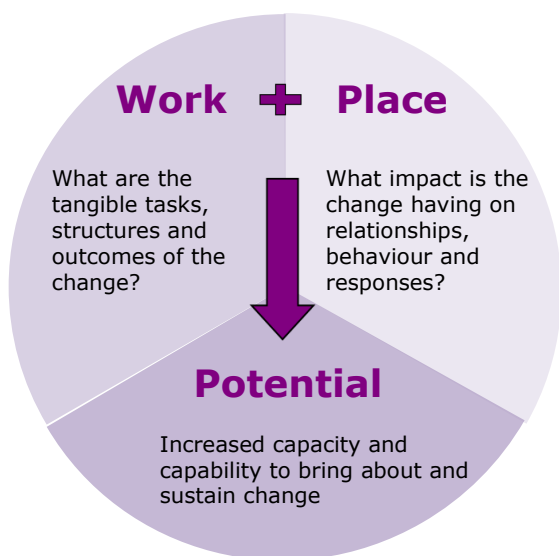 Work + Place
What are the
tangible tasks,
structures and
outcomes of the
change?
What impact is the
change having on
relationships,
behaviour and
responses?
Potential
Increased capacity and
capability to bring about and
sustain change